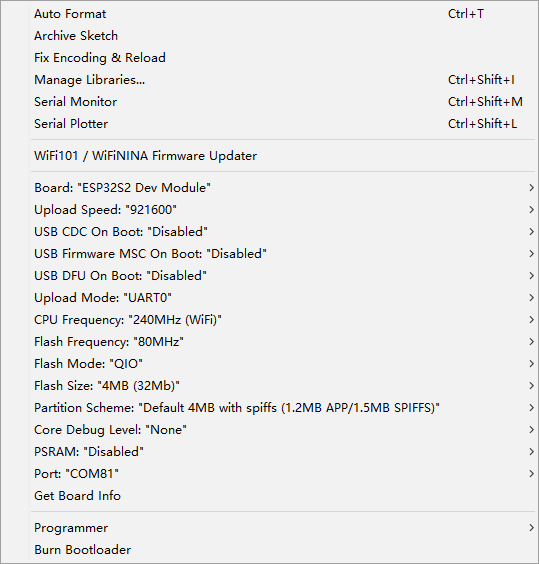 Auto Format Ctrl+T
Archive Sketch
Fix Encoding & Reload
Manage Libraries... Ctrl+Shift+I
Serial Monitor Ctrl+Shift+M
Serial Plotter Ctrl+Shift+L
WiFi101 / WiFiNINA Firmware Updater
Board: "ESP32S2 Dev Module"
Upload Speed: "921600"
USB CDC On Boot: "Disabled"
USB Firmware MSC On Boot: "Disabled"
USB DFU On Boot: "Disabled"
Upload Mode: "UART0"
CPU Frequency: "240MHz (WiFi)"
Flash Frequency: "80MHz"
Flash Mode: "QIO"
Flash Size: "4MB (32Mb)"
Partition Scheme: "Default 4MB with spiffs (1.2MB APP/1.5MB SPIFFS)"
Core Debug Level: "None"
PSRAM: "Disabled"
Port: "COM81"
Get Board Info
Programmer
Burn Bootloader